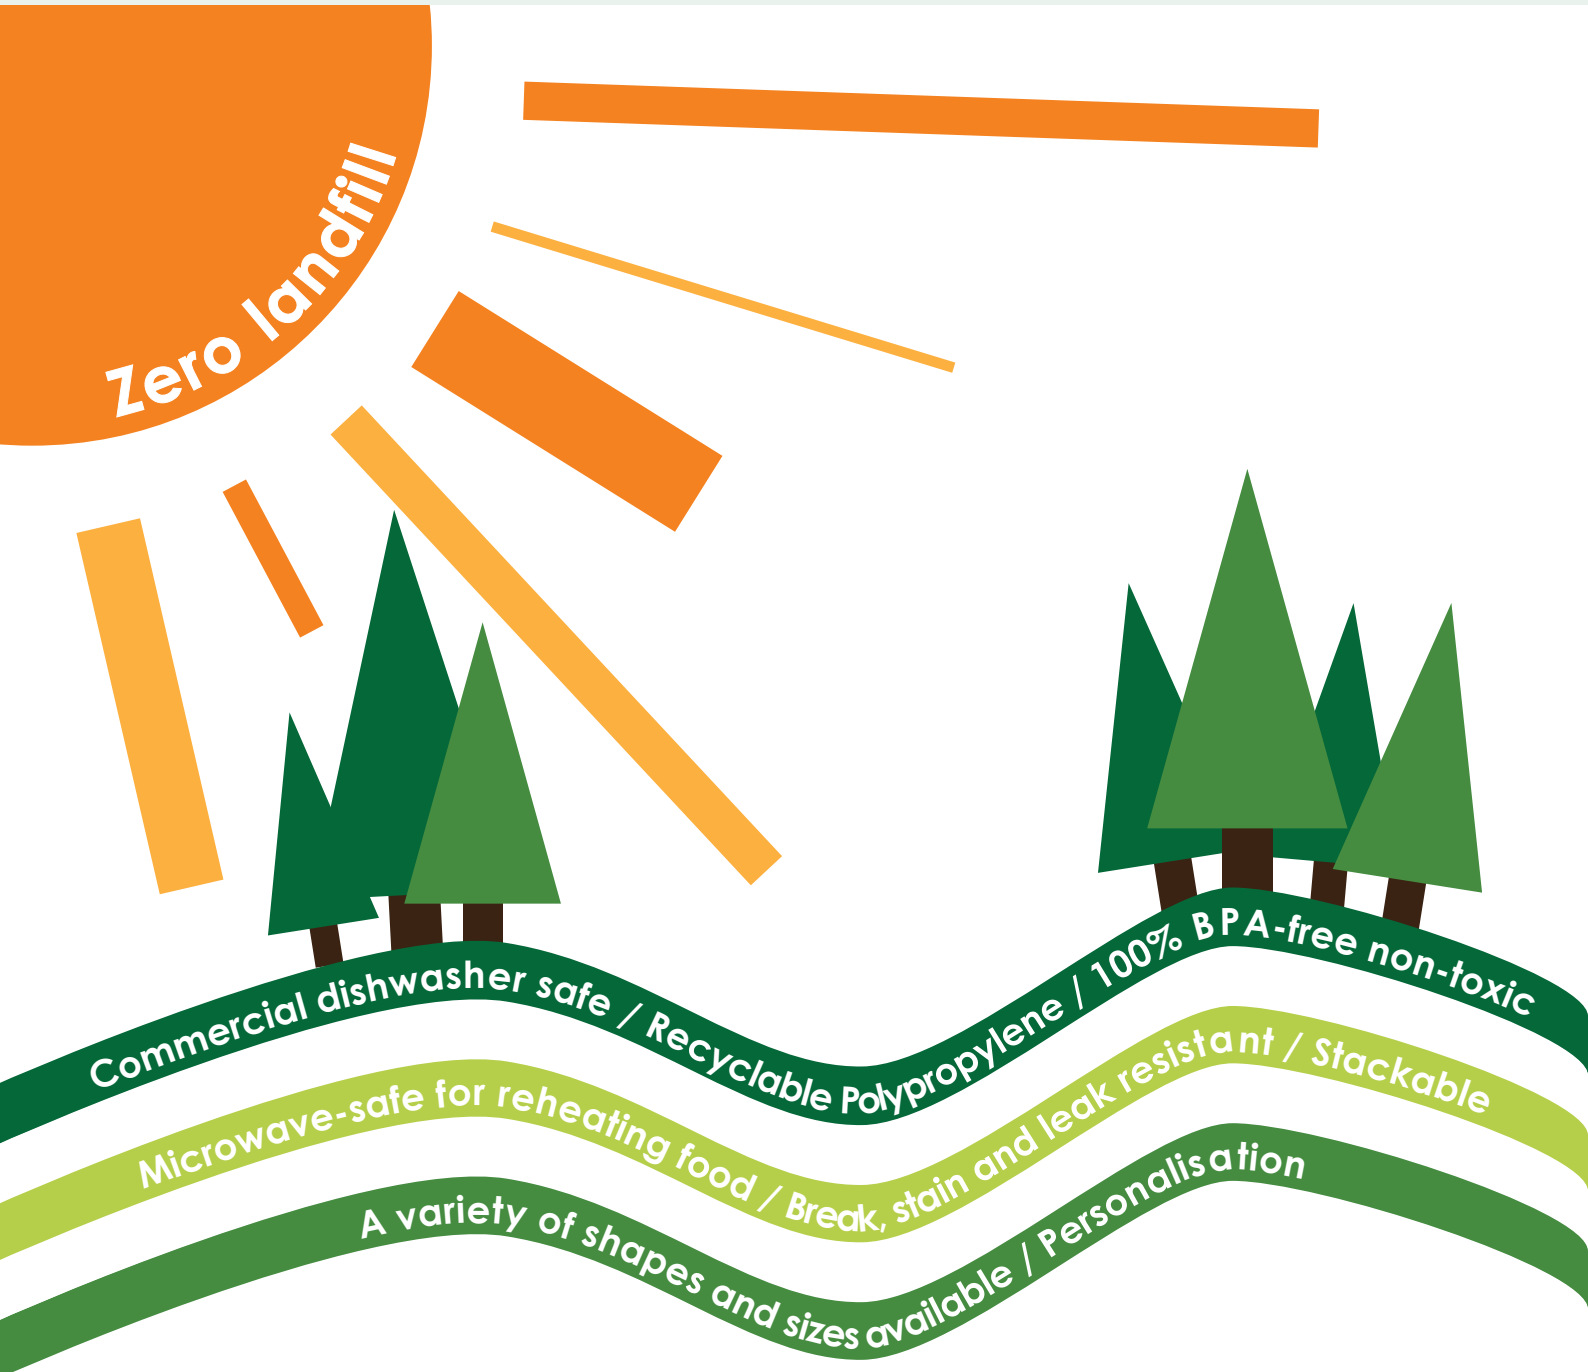 Zero landfill
Commercial dishwasher safe / Recyclable Polypropylene / 100% BPA-free non-toxic
Microwave-safe for reheating food / Break, stain and leak resistant / Stackable
A variety of shapes and sizes available / Personalisation